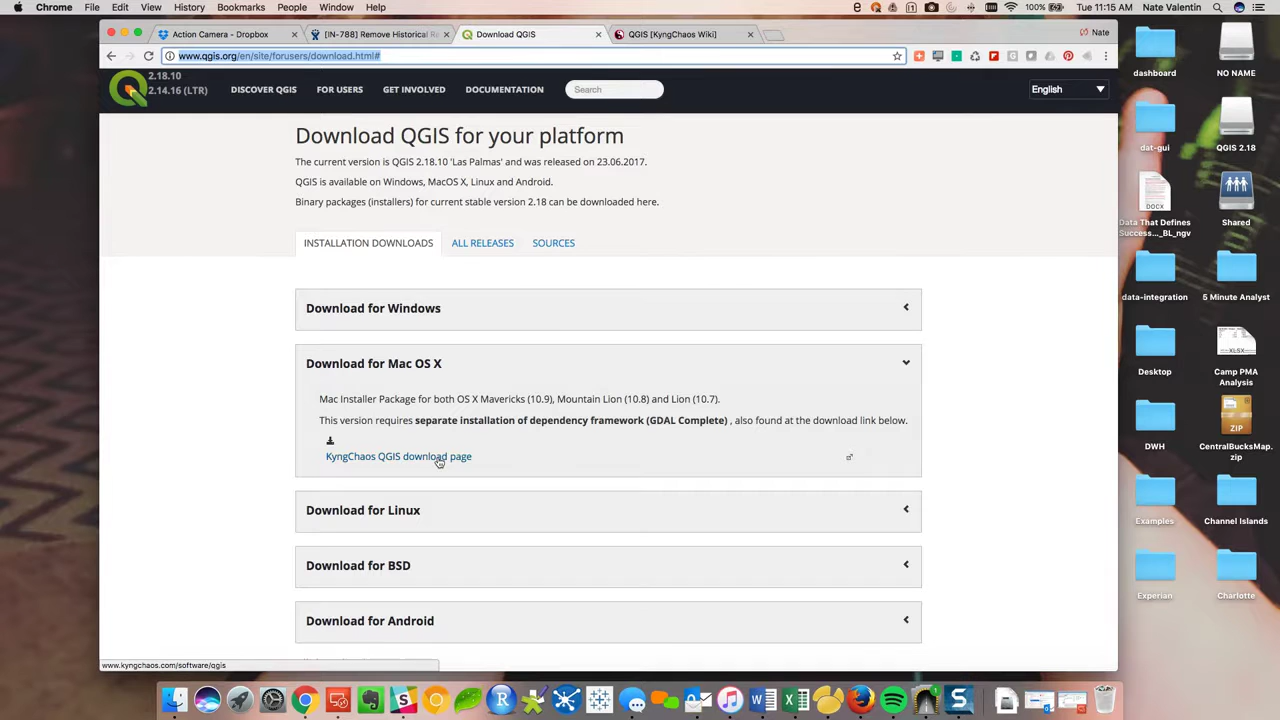 Chrome File Edit View History Bookmarks People Window Help
100% Tue 11:15 AM Nate Valentin
Action Camera - Dropbox
[IN-788] Remove Historical Re
Download QGIS
QGIS [KyngChaos Wiki]
Nate
www.qgis.org/en/site/forusers/download.html#
2.18.10
2.14.16 (LTR)
DISCOVER QGIS FOR USERS GET INVOLVED DOCUMENTATION
Search
English
Download QGIS for your platform
The current version is QGIS 2.18.10 'Las Palmas' and was released on 23.06.2017.
QGIS is available on Windows, MacOS X, Linux and Android.
Binary packages (installers) for current stable version 2.18 can be downloaded here.
INSTALLATION DOWNLOADS ALL RELEASES SOURCES
Download for Windows
Download for Mac OS X
Mac Installer Package for both OS X Mavericks (10.9), Mountain Lion (10.8) and Lion (10.7).
This version requires separate installation of dependency framework (GDAL Complete) , also found at the download link below.
KyngChaos QGIS download page
Download for Linux
Download for BSD
Download for Android
www.kyngchaos.com/software/qgis
dashboard
NO NAME
dat-gui
QGIS 2.18
DOCX
Data That Defines
Success..._BL_ngv
Shared
data-integration
5 Minute Analyst
Desktop
XLSX
Camp PMA
Analysis
DWH
ZIP
CentralBucksMap.
zip
Examples
Channel Islands
Experian
Charlotte